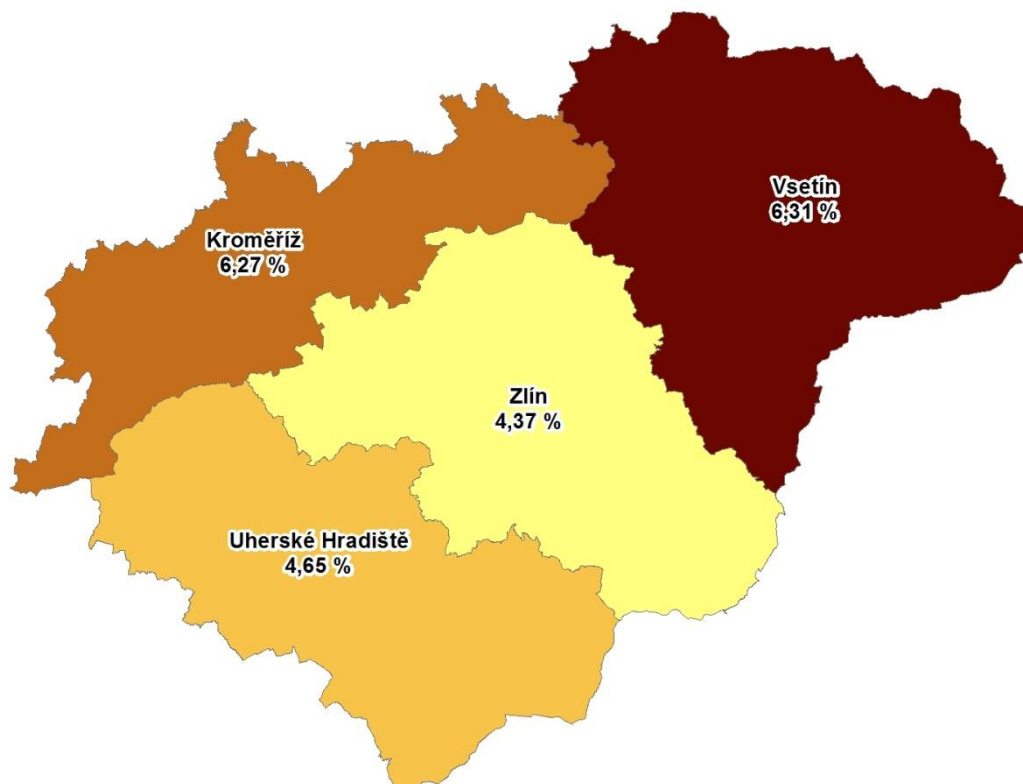 Vsetín
6,31 %
Kroměříž
6,27 %
Zlín
4,37 %
Uherské Hradiště
4,65 %